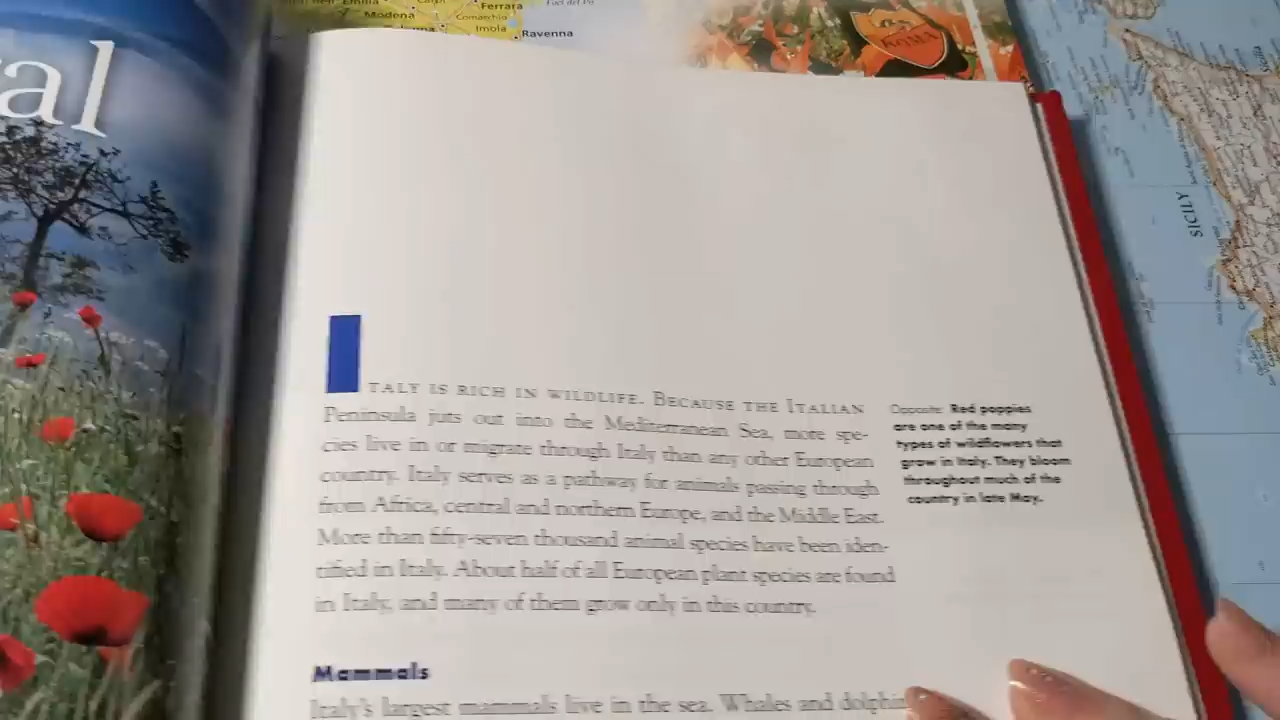 Ferrara
Modena
Comacchio
Imola
Ravenna
ROMA
al
SICILY
ITALY IS RICH IN WILDLIFE. BECAUSE THE ITALIAN
Peninsula juts out into the Mediterranean Sea, more spe-
cies live in or migrate through Italy than any other European
country. Italy serves as a pathway for animals passing through
from Africa, central and northern Europe, and the Middle East.
More than fifty-seven thousand animal species have been iden-
tified in Italy. About half of all European plant species are found
in Italy, and many of them grow only in this country.
Opposite: Red poppies
are one of the many
types of wildflowers that
grow in Italy. They bloom
throughout much of the
country in late May.
Mammals
Italy's largest mammals live in the sea. Whales and dolphin